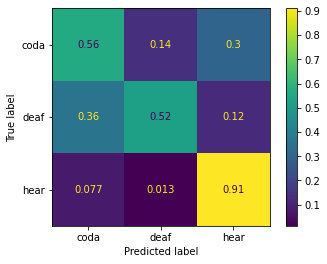 0.9
coda 0.56 0.14 0.3
0.8
0.7
0.6
deaf 0.36 0.52 0.12
0.5
0.4
0.3
hear 0.077 0.013 0.91
0.2
0.1
coda deaf hear
Predicted label
True label